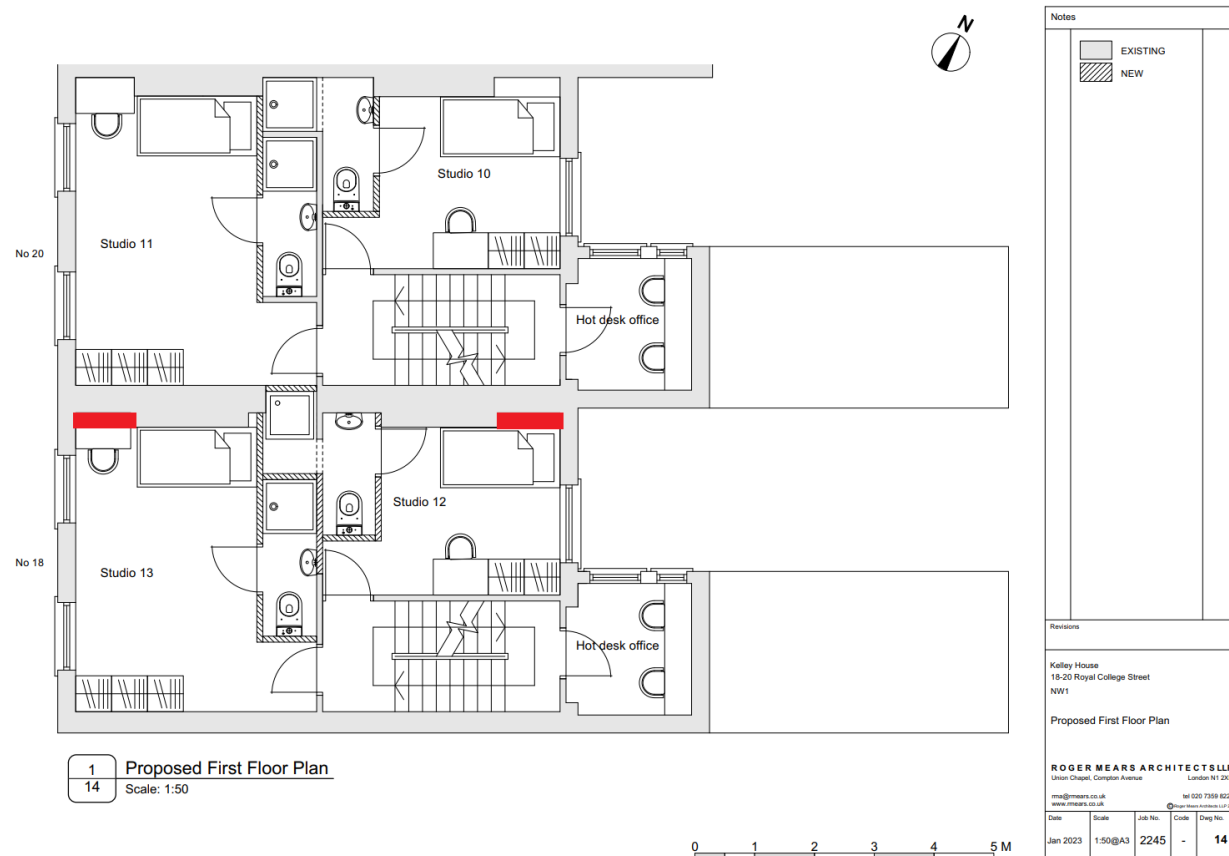 N
Notes
EXISTING
NEW
Studio 10
Studio 11
No 20
Hot desk office
Studio 12
No 18
Studio 13
Hot desk office
Revisions
Kelley House
18-20 Royal College Street
NW1
Proposed First Floor Plan
1
14
Proposed First Floor Plan
Scale: 1:50
ROGER MEARS ARCHITECTS
Union Chapel, Compton Avenue
London N1
rma@rmears.co.uk
tel 020 7359
www.rmears.co.uk
© Roger Mears Architects LLP
Date Scale Job No. Code Dwg No.
Jan 2023 1:50@A3 2245 - 14
0 1 2 3 4 5 M